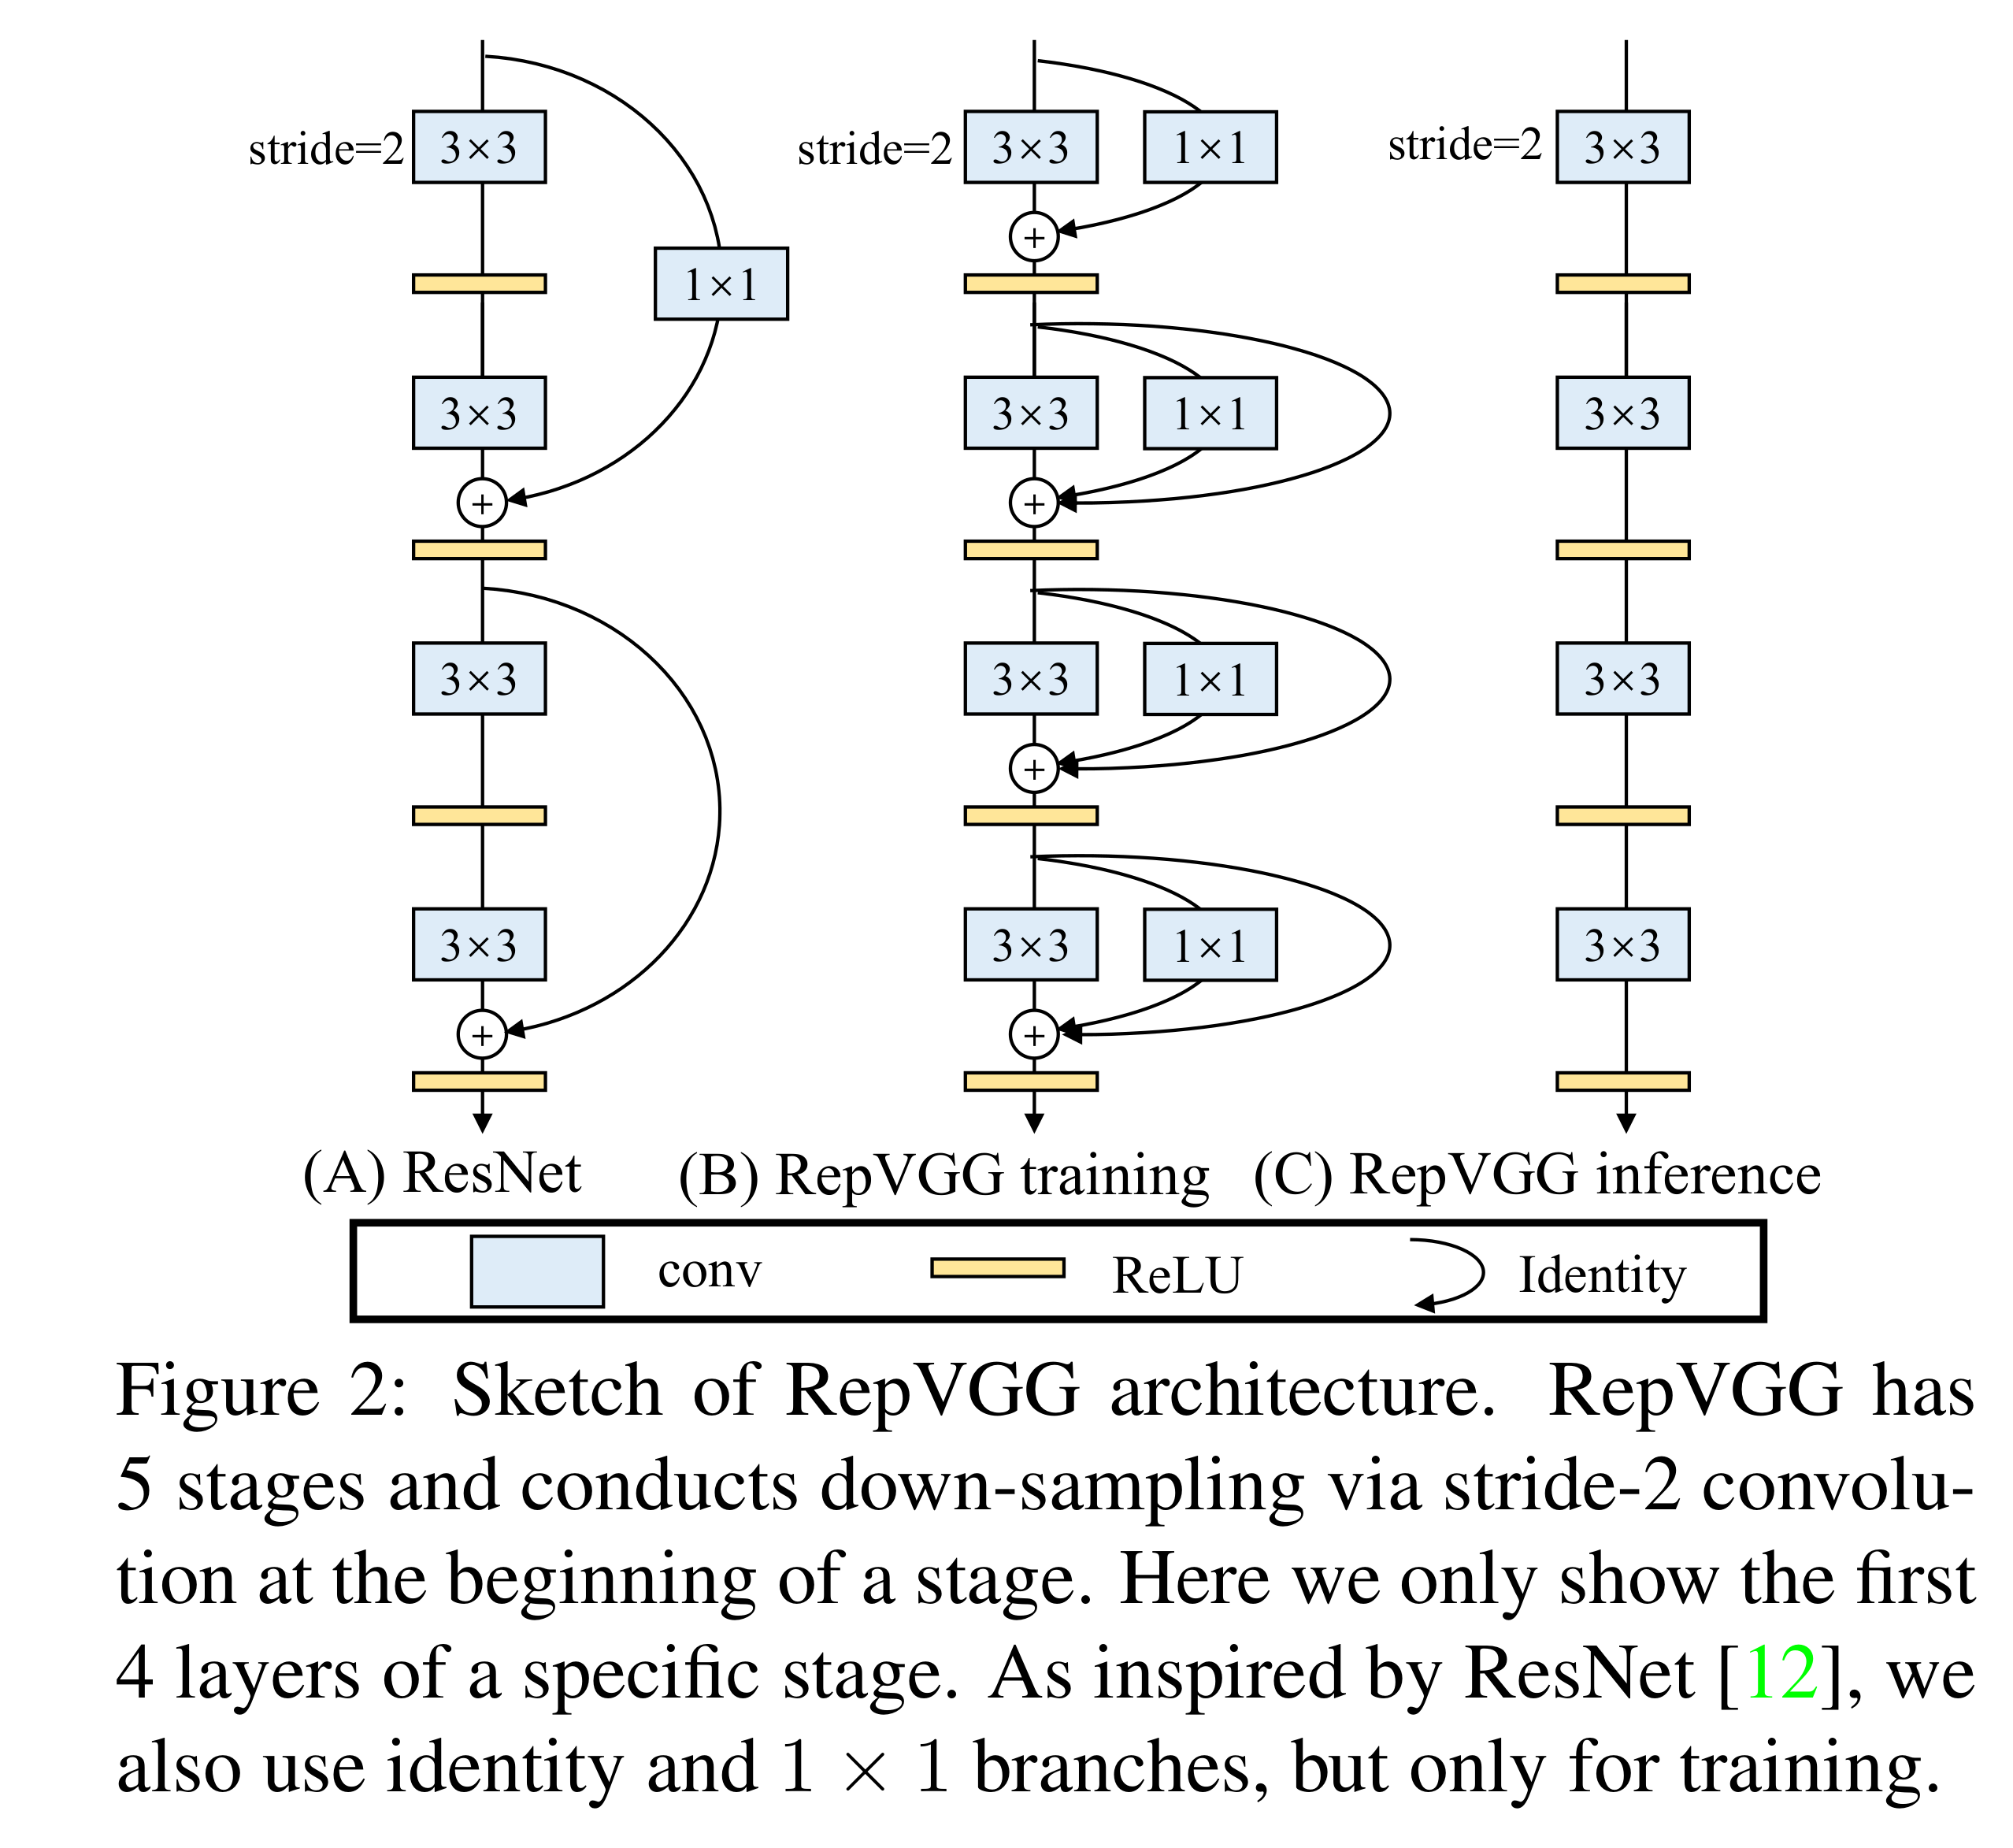 stride=2 3×3 stride=2 3×3 1×1 stride=2 3×3
+
1×1
3×3 3×3 1×1 3×3
+ +
3×3 3×3 1×1 3×3
+
3×3 3×3 1×1 3×3
+ +
(A) ResNet (B) RepVGG training (C) RepVGG inference
conv ReLU Identity
Figure 2: Sketch of RepVGG architecture. RepVGG has
5 stages and conducts down-sampling via stride-2 convolu-
tion at the beginning of a stage. Here we only show the first
4 layers of a specific stage. As inspired by ResNet [12], we
also use identity and 1 × 1 branches, but only for training.